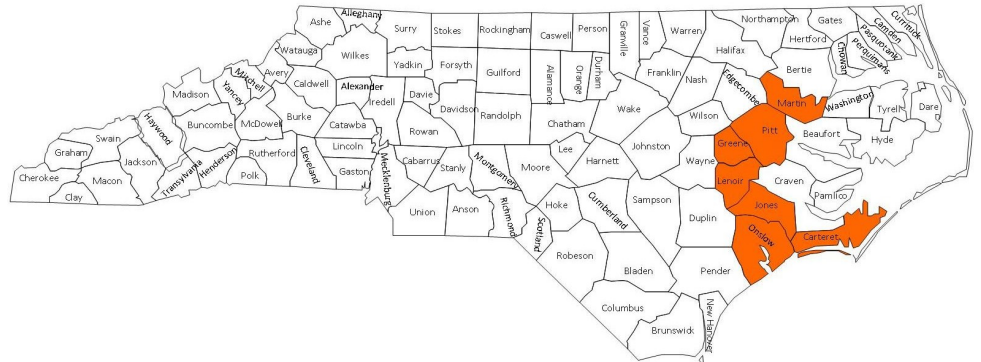 Ashe
Alleghany
Surry
Stokes
Rockingham
Caswell
Person
Granville
Vance
Warren
Northampton
Gates
Camden
Currituck
Pasquotank
Perquimans
Chowan
Hertford
Halifax
Bertie
Watauga
Wilkes
Yadkin
Forsyth
Guilford
Alamance
Orange
Durham
Franklin
Nash
Edgecombe
Martin
Washington
Tyrell
Dare
Mitchell
Avery
Caldwell
Alexander
Iredell
Davie
Davidson
Randolph
Chatham
Wake
Wilson
Pitt
Beaufort
Hyde
Madison
Yancey
Buncombe
McDowell
Burke
Catawba
Rowan
Lincoln
Johnston
Greene
Wayne
Haywood
Swain
Graham
Jackson
Rutherford
Cleveland
Gaston
Mecklenburg
Cabarrus
Stanly
Montgomery
Moore
Lee
Harnett
Lenoir
Craven
Pamlico
Cherokee
Clay
Macon
Transylvania
Henderson
Polk
Union
Anson
Richmond
Scotland
Hoke
Cumberland
Sampson
Duplin
Jones
Onslow
Carteret
Robeson
Bladen
Pender
Columbus
Brunswick
New Hanover